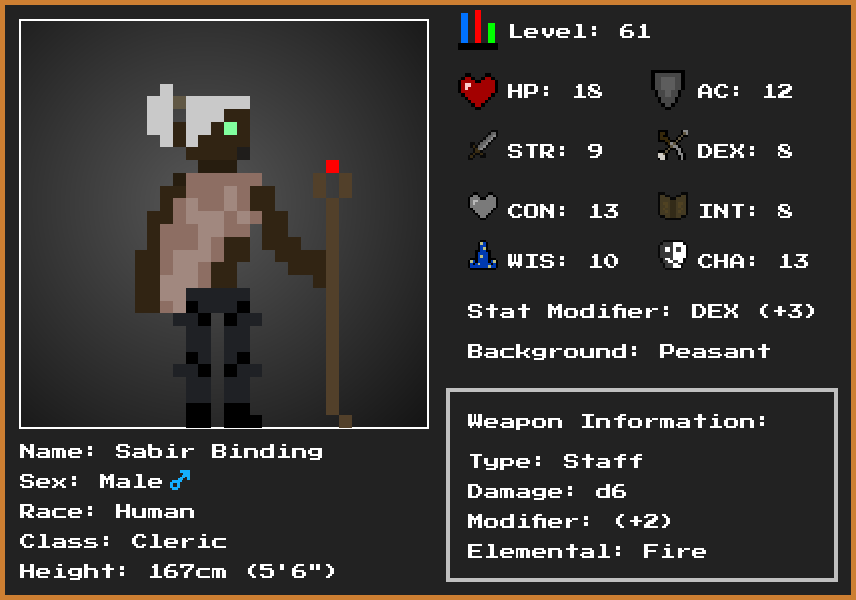 Level: 61
HP: 18
AC: 12
STR: 9
DEX: 8
CON: 13
INT: 8
WIS: 10
CHA: 13
Stat Modifier: DEX (+3)
Background: Peasant
Weapon Information:
Type: Staff
Damage: d6
Modifier: (+2)
Elemental: Fire
Name: Sabir Binding
Sex: Male ♂
Race: Human
Class: Cleric
Height: 167cm (5'6")